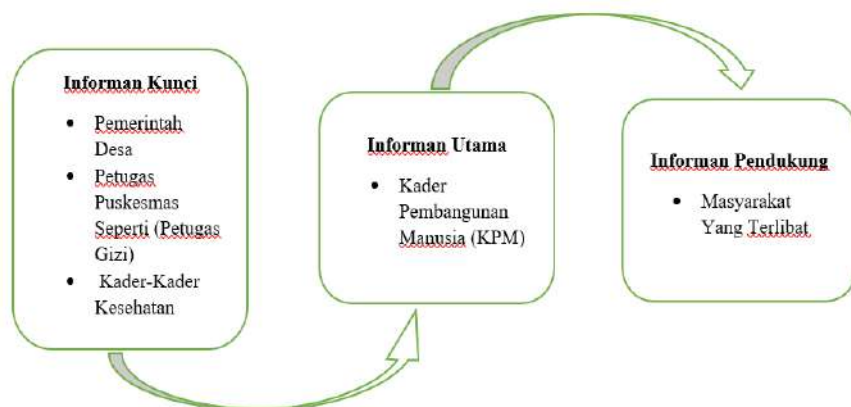 Informan Kunci
• Pemerintah
Desa
• Petugas
Puskesmas
Seperti (Petugas
Gizi)
• Kader-Kader
Kesehatan
Informan Utama
• Kader
Pembangunan
Manusia (KPM)
Informan Pendukung
• Masyarakat
Yang Terlibat